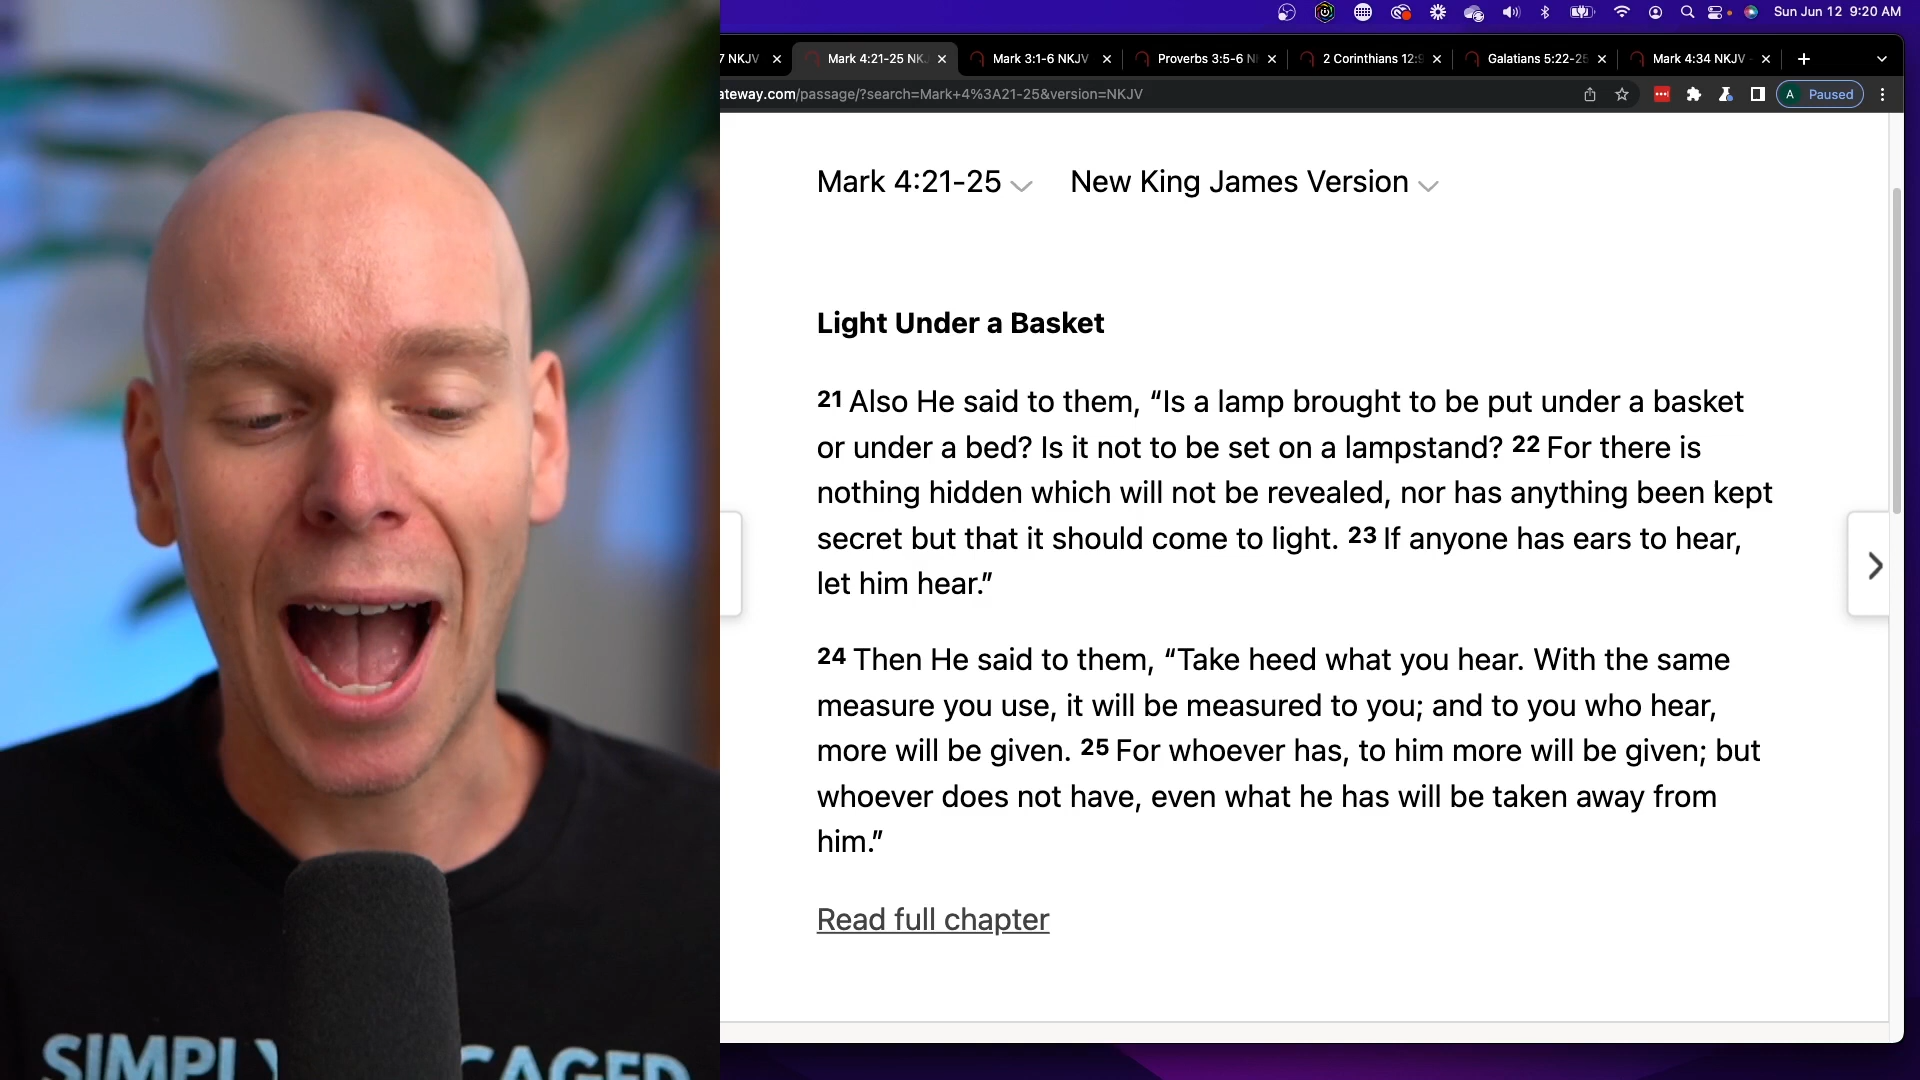 Sun Jun 12 9:20 AM
7 NKJV
Mark 4:21-25 NK
Mark 3:1-6 NKJV
Proverbs 3:5-6 N
2 Corinthians 12:9
Galatians 5:22-25
Mark 4:34 NKJV
ateway.com/passage/?search=Mark+4%3A21-25&version=NKJV
A Paused
Mark 4:21-25 New King James Version
Light Under a Basket
21 Also He said to them, “Is a lamp brought to be put under a basket
or under a bed? Is it not to be set on a lampstand? 22 For there is
nothing hidden which will not be revealed, nor has anything been kept
secret but that it should come to light. 23 If anyone has ears to hear,
let him hear.”
24 Then He said to them, “Take heed what you hear. With the same
measure you use, it will be measured to you; and to you who hear,
more will be given. 25 For whoever has, to him more will be given; but
whoever does not have, even what he has will be taken away from
him.”
Read full chapter
SIMPLY CAGED